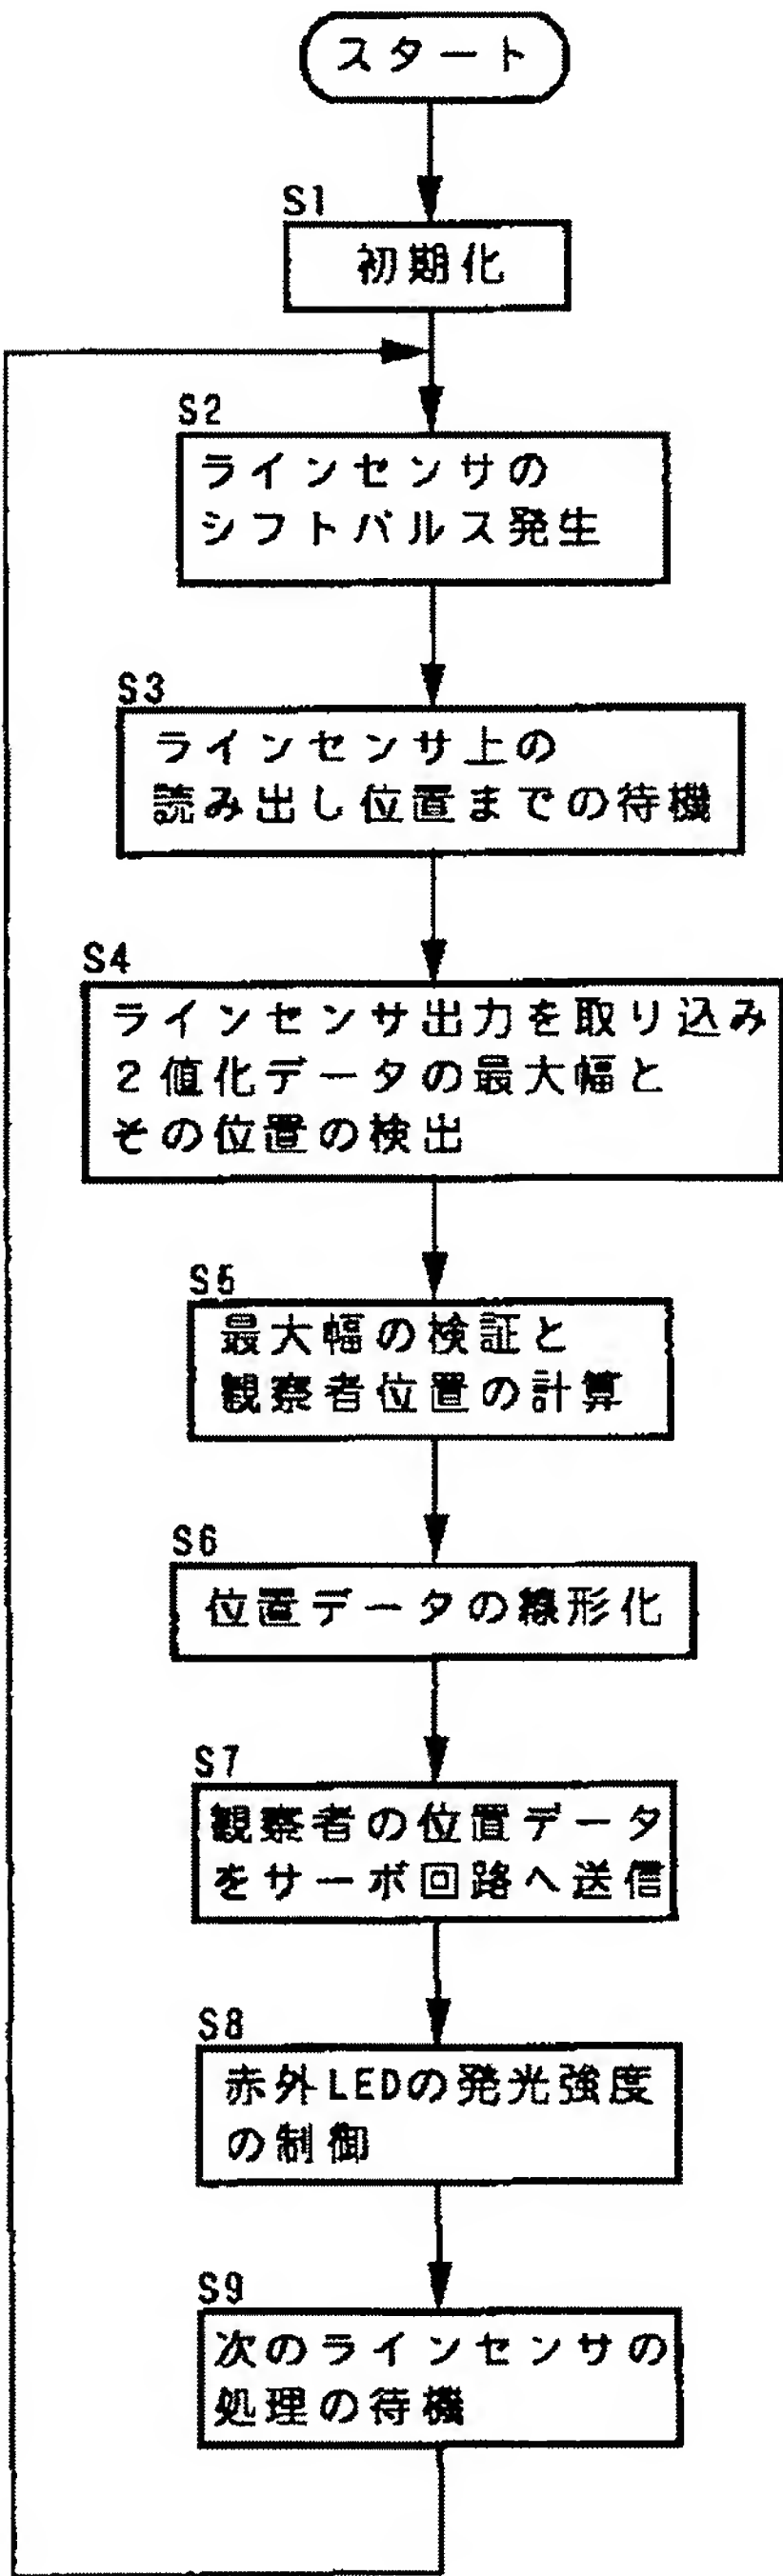 スタート
S1
初期化
S2
ラインセンサの
シフトパルス発生
S3
ラインセンサ上の
読み出し位置までの待機
S4
ラインセンサ出力を取り込み
2値化データの最大幅と
その位置の検出
S5
最大幅の検証と
観察者位置の計算
S6
位置データの線形化
S7
観察者の位置データ
をサーボ回路へ送信
S8
赤外LEDの発光強度
の制御
S9
次のラインセンサの
処理の待機